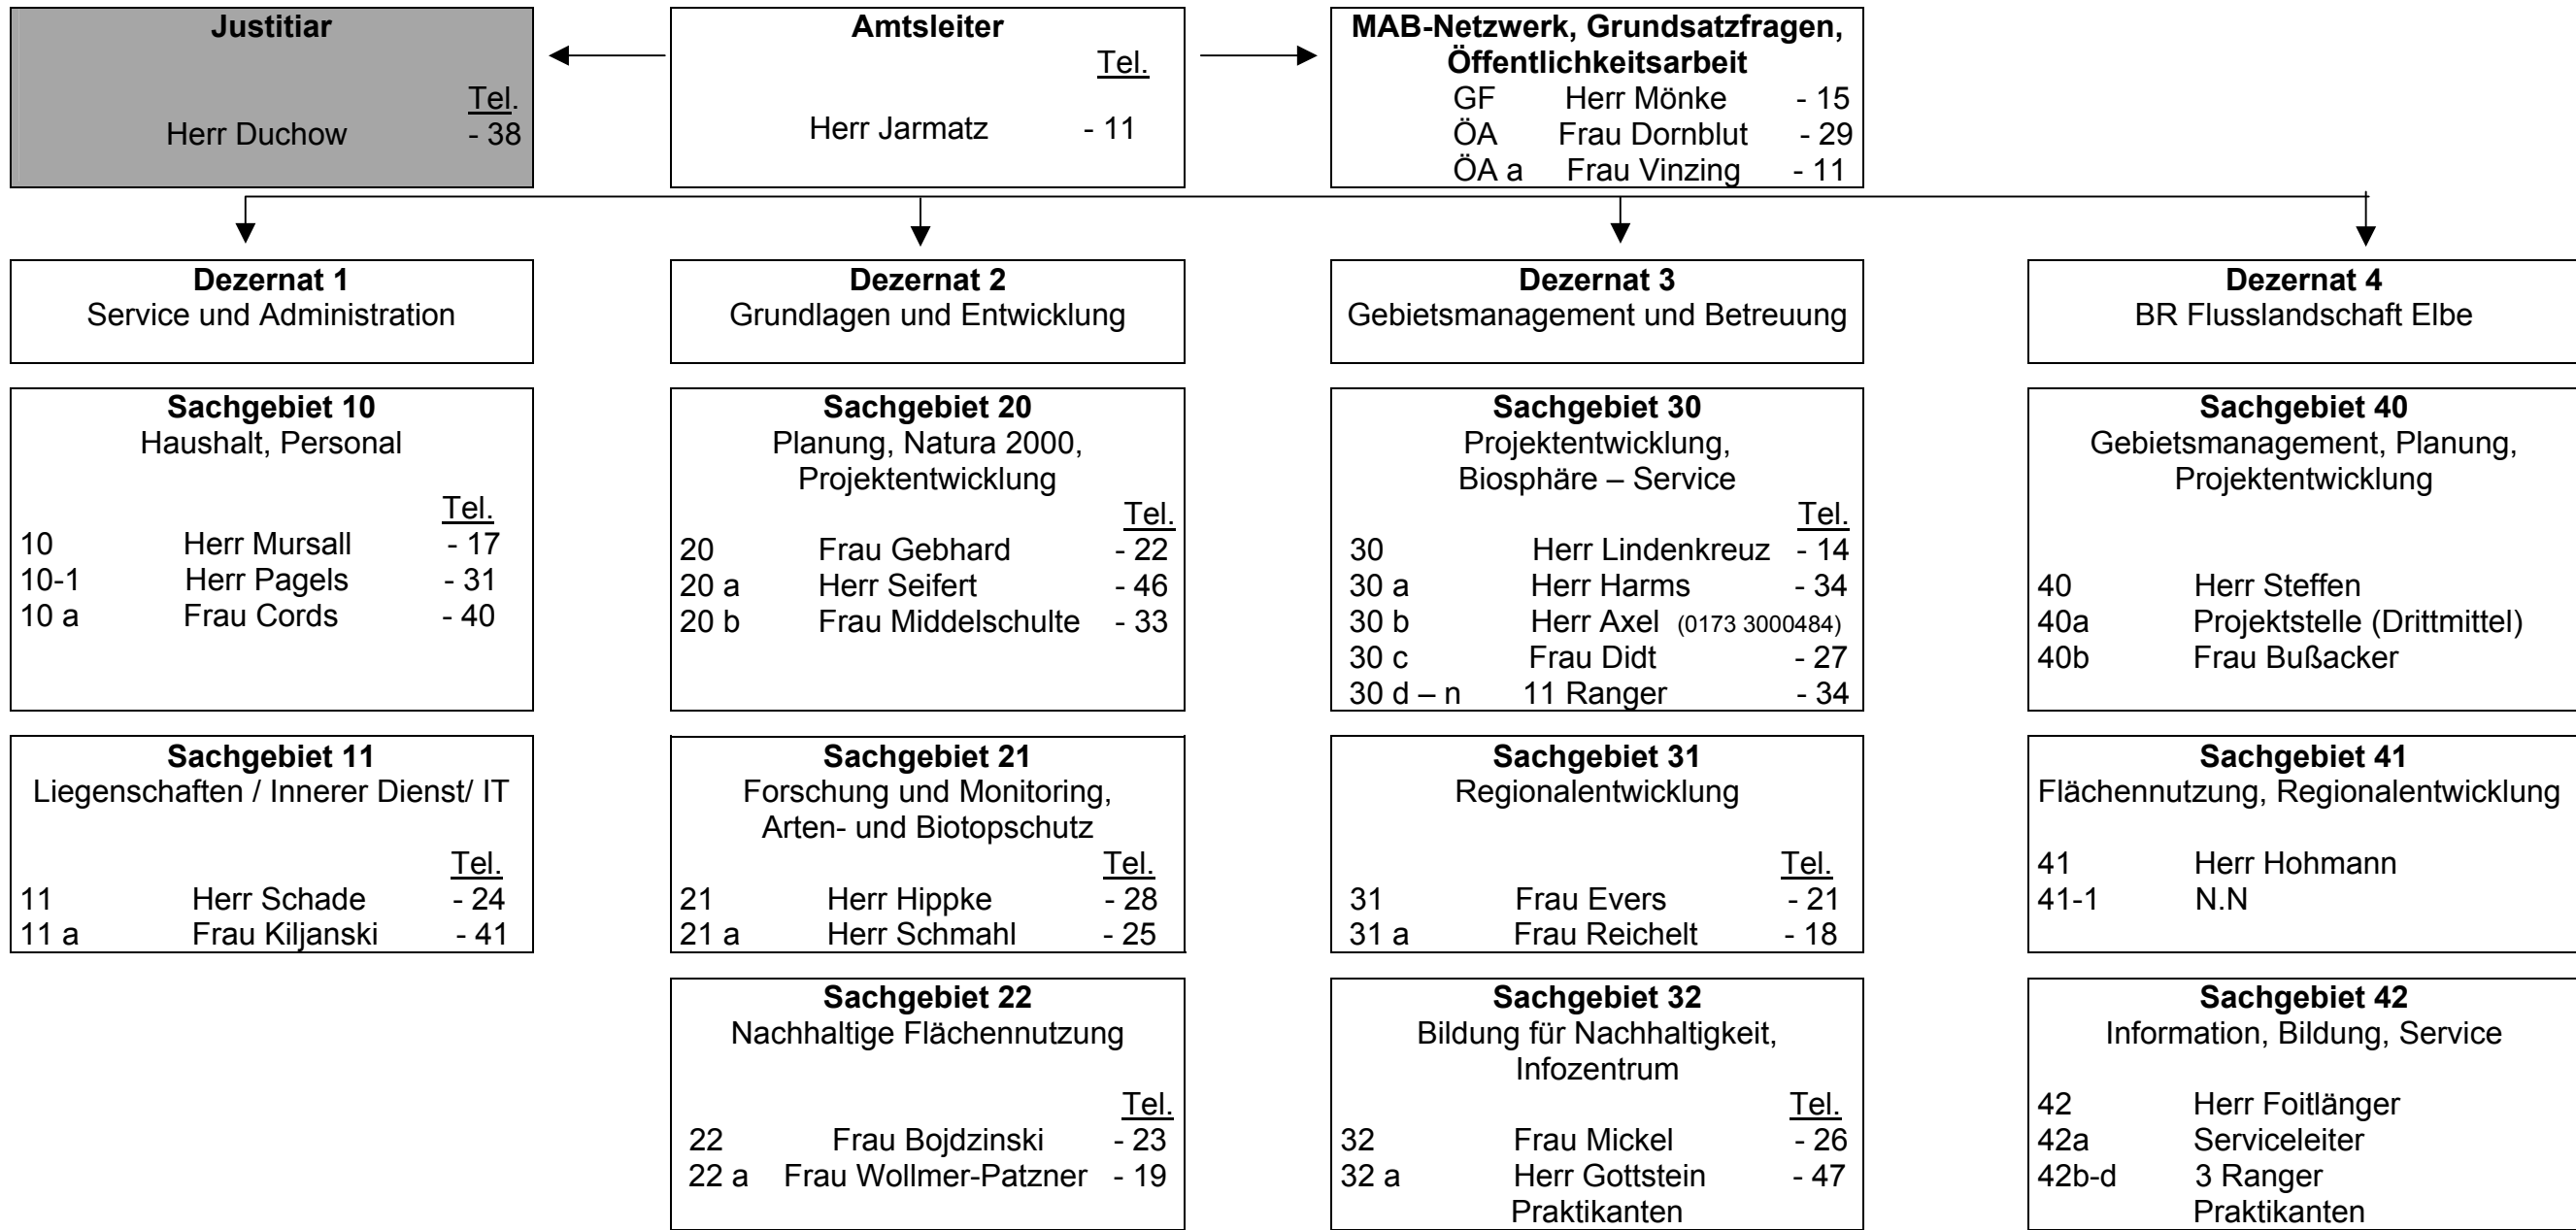 Justitiar
Tel.
Herr Duchow - 38
Amtsleiter
Tel.
Herr Jarmatz - 11
MAB-Netzwerk, Grundsatzfragen,
Öffentlichkeitsarbeit
GF Herr Mönke - 15
ÖA Frau Dornblut - 29
ÖA a Frau Vinzing - 11
Dezernat 1
Service und Administration
Dezernat 2
Grundlagen und Entwicklung
Dezernat 3
Gebietsmanagement und Betreuung
Dezernat 4
BR Flusslandschaft Elbe
Sachgebiet 10
Haushalt, Personal
Tel.
10 Herr Mursall - 17
10-1 Herr Pagels - 31
10 a Frau Cords - 40
Sachgebiet 20
Planung, Natura 2000,
Projektentwicklung
Tel.
20 Frau Gebhard - 22
20 a Herr Seifert - 46
20 b Frau Middelschulte - 33
Sachgebiet 30
Projektentwicklung,
Biosphäre – Service
Tel.
30 Herr Lindenkreuz - 14
30 a Herr Harms - 34
30 b Herr Axel (0173 3000484)
30 c Frau Didt - 27
30 d – n 11 Ranger - 34
Sachgebiet 40
Gebietsmanagement, Planung,
Projektentwicklung
40 Herr Steffen
40a Projektstelle (Drittmittel)
40b Frau Bußacker
Sachgebiet 11
Liegenschaften / Innerer Dienst/ IT
Tel.
11 Herr Schade - 24
11 a Frau Kiljanski - 41
Sachgebiet 21
Forschung und Monitoring,
Arten- und Biotopschutz
Tel.
21 Herr Hippke - 28
21 a Herr Schmahl - 25
Sachgebiet 31
Regionalentwicklung
Tel.
31 Frau Evers - 21
31 a Frau Reichelt - 18
Sachgebiet 41
Flächennutzung, Regionalentwicklung
41 Herr Hohmann
41-1 N.N
Sachgebiet 22
Nachhaltige Flächennutzung
Tel.
22 Frau Bojdzinski - 23
22 a Frau Wollmer-Patzner - 19
Sachgebiet 32
Bildung für Nachhaltigkeit,
Infozentrum
Tel.
32 Frau Mickel - 26
32 a Herr Gottstein - 47
Praktikanten
Sachgebiet 42
Information, Bildung, Service
42 Herr Foitlänger
42a Serviceleiter
42b-d 3 Ranger
Praktikanten